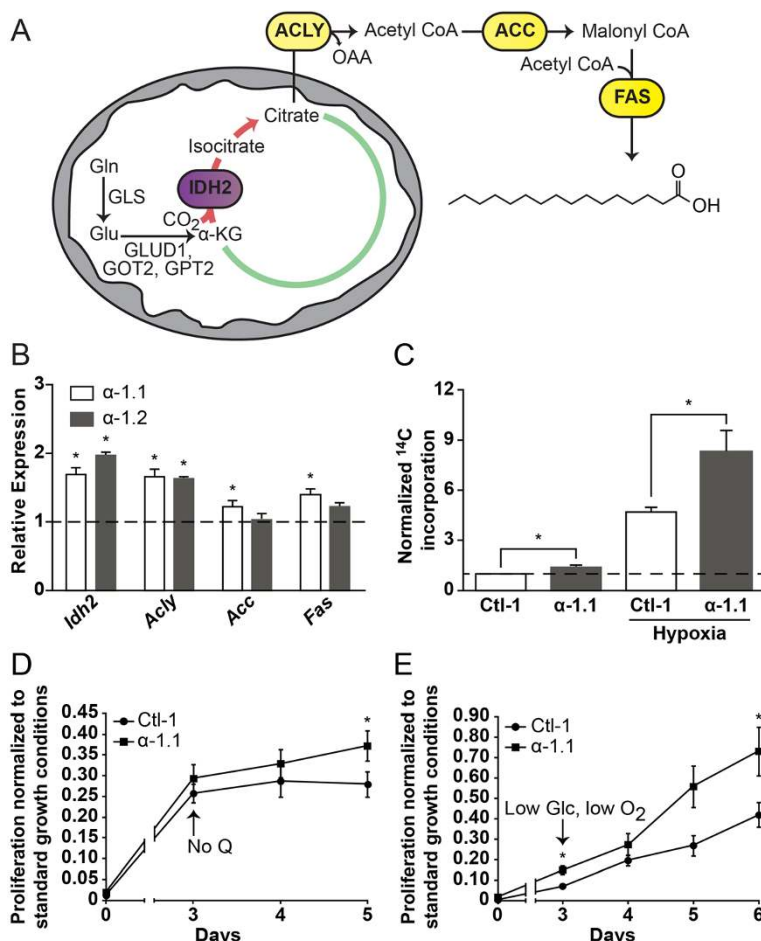 A
ACLY
Acetyl CoA
ACC
Malonyl CoA
OAA
Acetyl CoA
FAS
Citrate
Isocitrate
Gln
IDH2
GLS
CO2
Glu
α-KG
GLUD1,
GOT2, GPT2
O
OH
B
Relative Expression
3
2
1
0
α-1.1
α-1.2
* * * * * *
Idh2 Acly Acc Fas
C
Normalized 14C
incorporation
12
9
6
3
0
*
*
Ctl-1 α-1.1 Ctl-1 α-1.1
Hypoxia
D
Proliferation normalized to
standard growth conditions
0.45
0.40
0.35
0.30
0.25
0.20
0.15
0.10
0.05
0
Ctl-1
α-1.1
*
No Q
0 3 4 5
Days
E
Proliferation normalized to
standard growth conditions
0.90
0.80
0.70
0.60
0.50
0.40
0.30
0.20
0.10
0
Ctl-1
α-1.1
*
Low Glc, low O2
*
0 3 4 5 6
Days